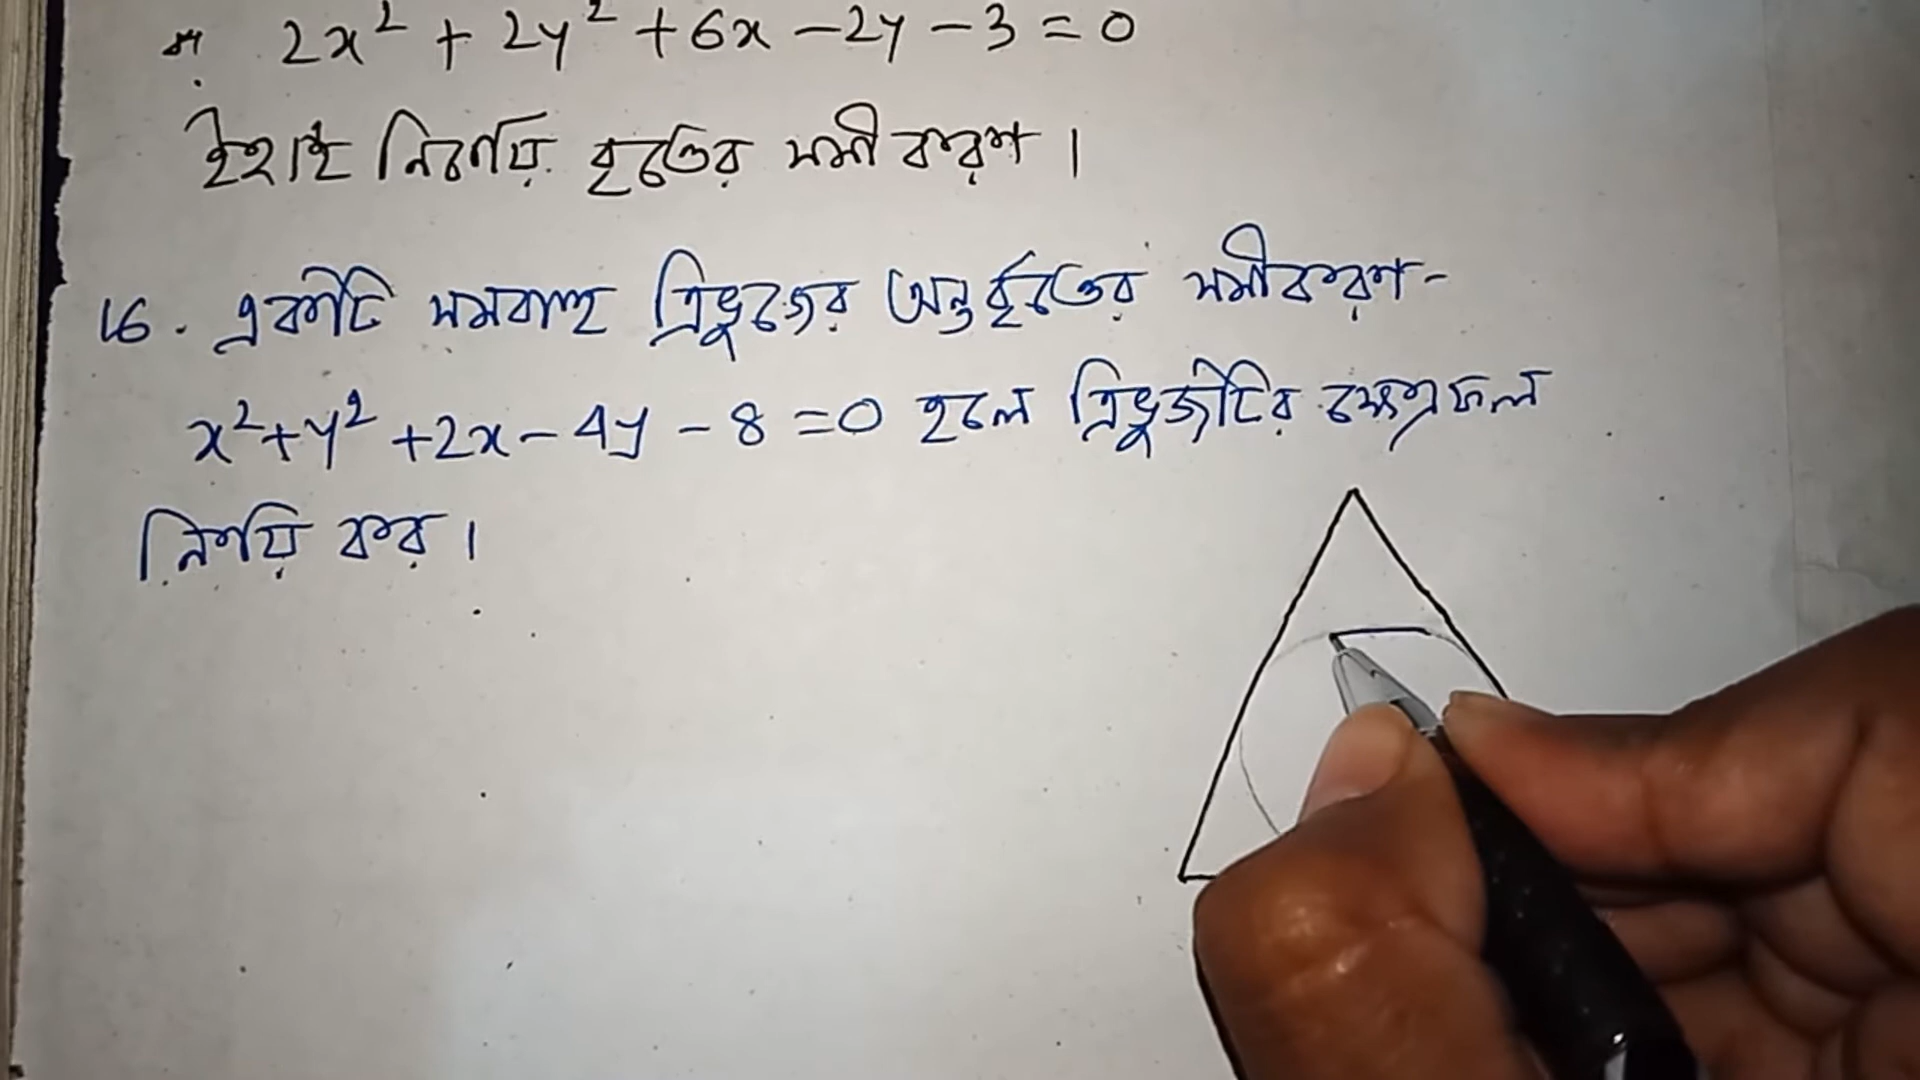 বা, 2x² + 2y² + 6x - 2y - 3 = 0
ইহাই নির্ণেয় বৃত্তের সমীকরণ।
16. একটি সমবাহু ত্রিভুজের অন্তর্বৃত্তের সমীকরণ-
x² + y² + 2x - 4y - 8 = 0 হলে ত্রিভুজটির ক্ষেত্রফল
নির্ণয় কর।